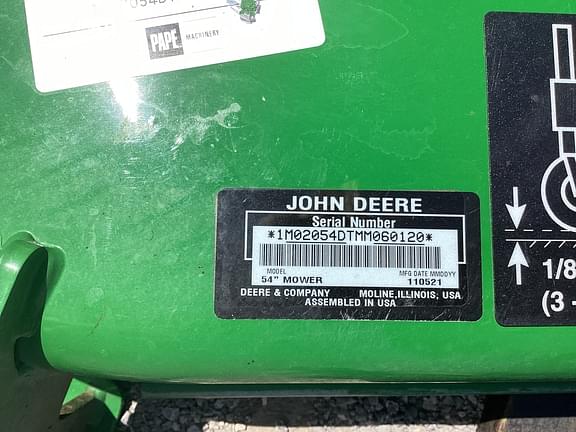 PAPE MACHINERY
JOHN DEERE
Serial Number
*1M02054DTMM060120*
MODEL MFG DATE MMDDYY
54" MOWER 110521
DEERE & COMPANY MOLINE, ILLINOIS, USA
ASSEMBLED IN USA
1/8
(3 -